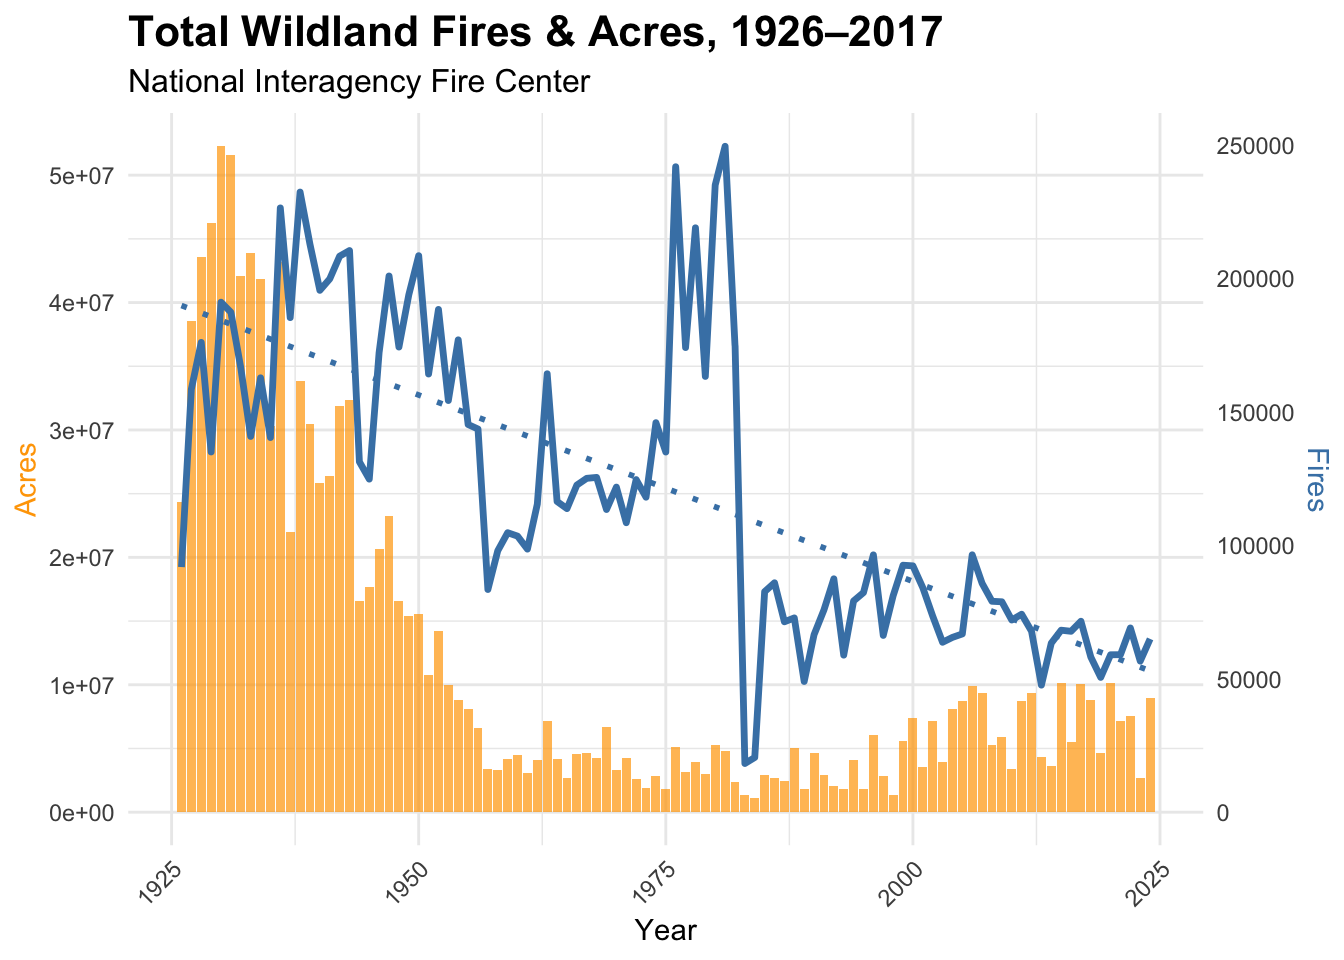 Total Wildland Fires & Acres, 1926–2017
National Interagency Fire Center
5e+07
4e+07
3e+07
2e+07
1e+07
0e+00
Acres
250000
200000
150000
100000
50000
0
Fires
1925
1950
1975
2000
2025
Year